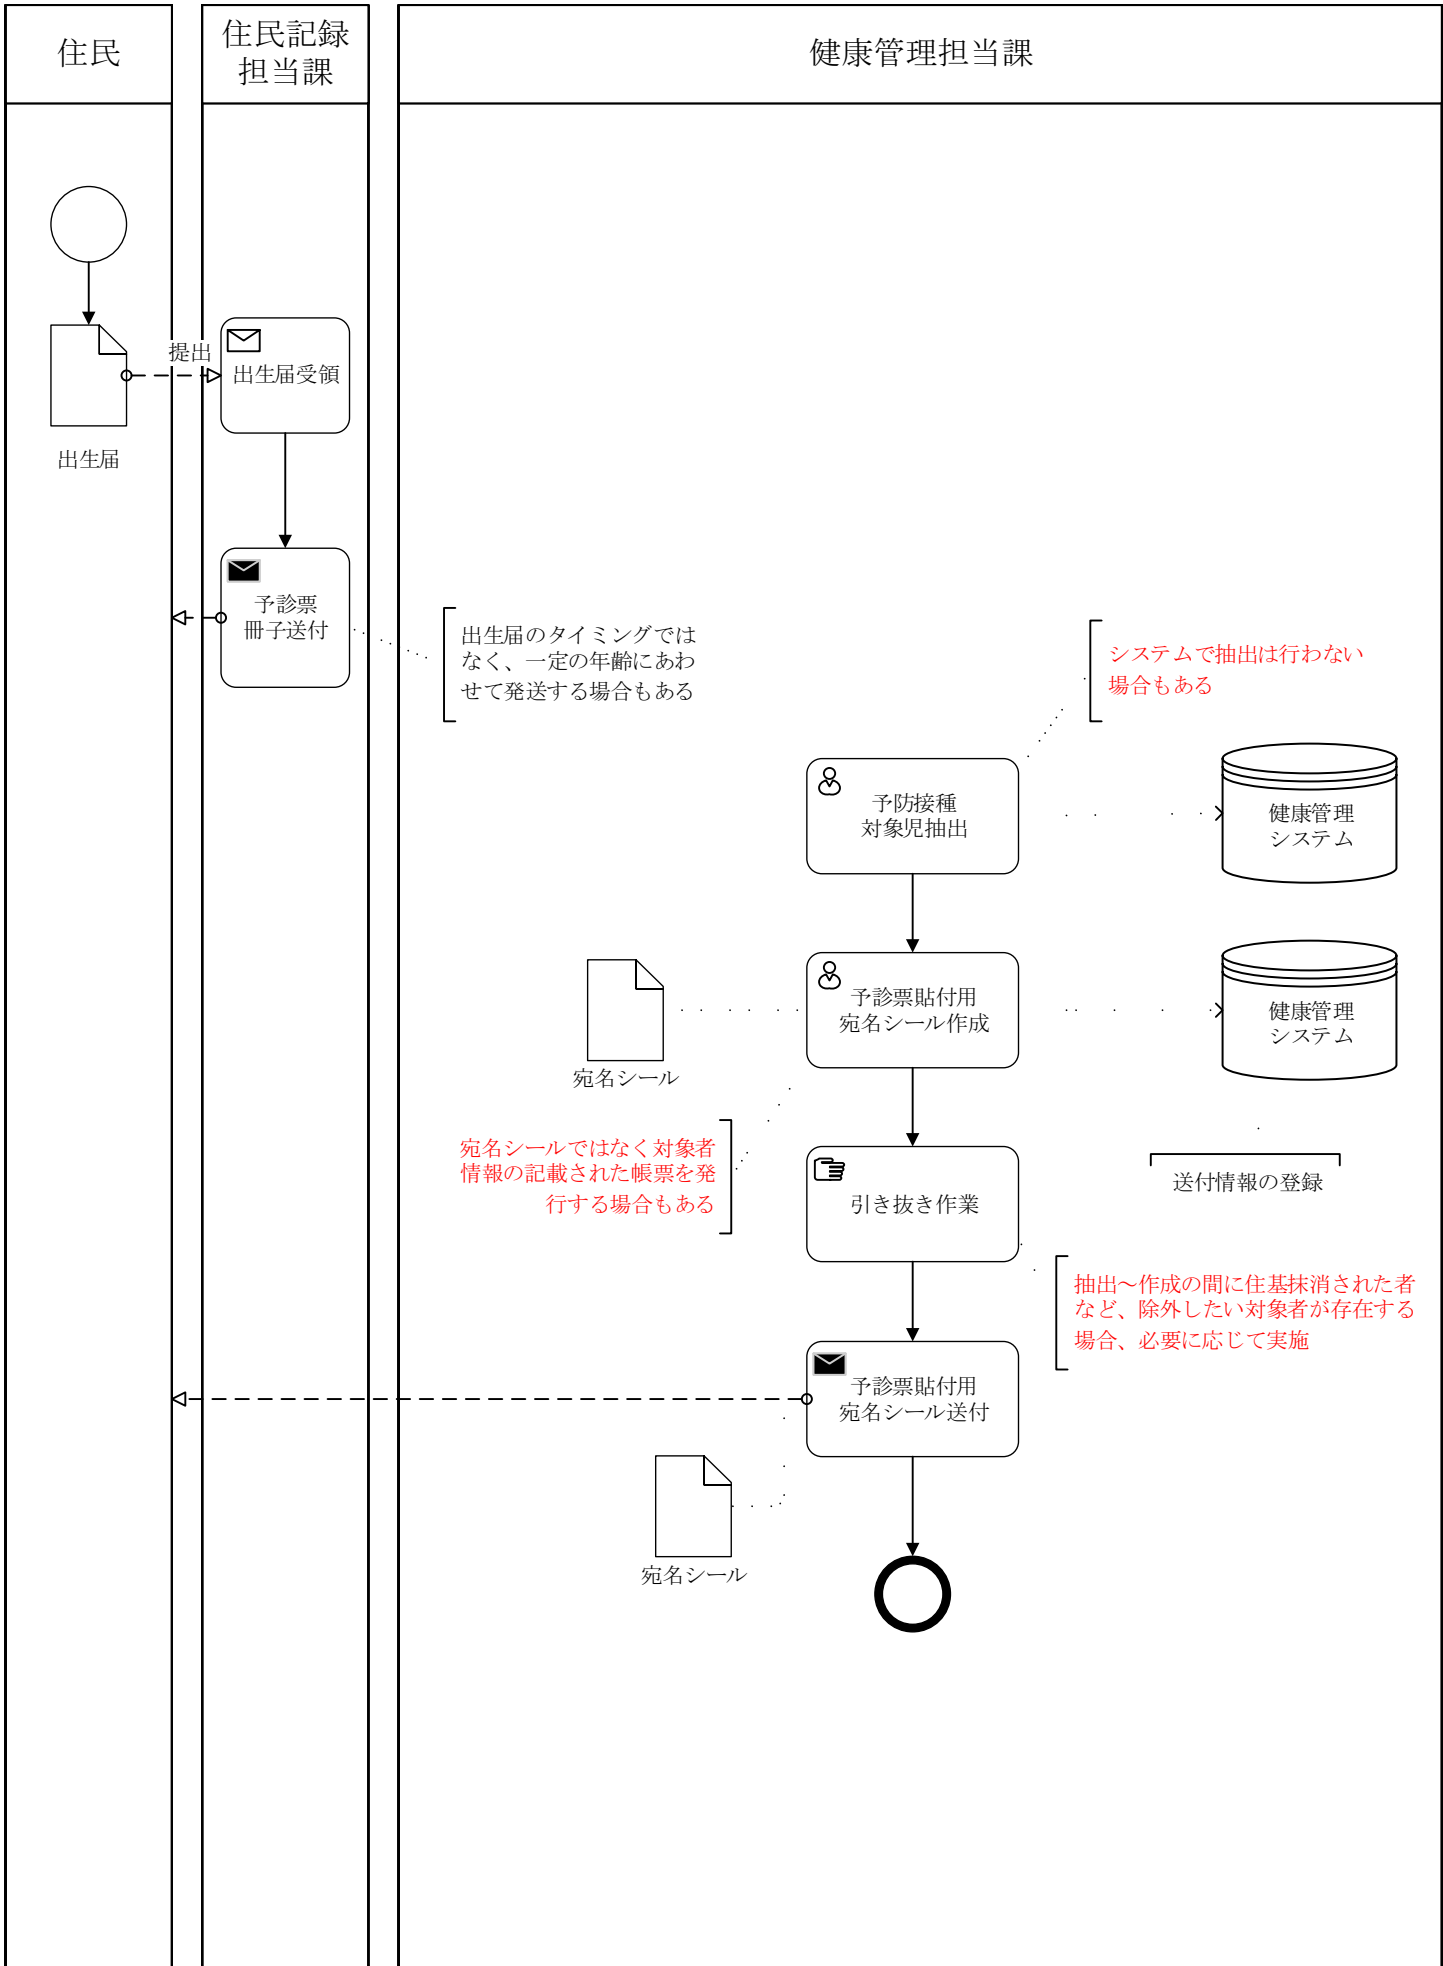 住民
住民記録
担当課
健康管理担当課
提出
出生届受領
出生届
予診票
冊子送付
出生届のタイミングでは
なく、一定の年齢にあわ
せて発送する場合もある
システムで抽出は行わない
場合もある
予防接種
対象児抽出
健康管理
システム
予診票貼付用
宛名シール作成
健康管理
システム
宛名シール
宛名シールではなく対象者
情報の記載された帳票を発
行する場合もある
引き抜き作業
送付情報の登録
抽出～作成の間に住基抹消された者
など、除外したい対象者が存在する
場合、必要に応じて実施
予診票貼付用
宛名シール送付
宛名シール